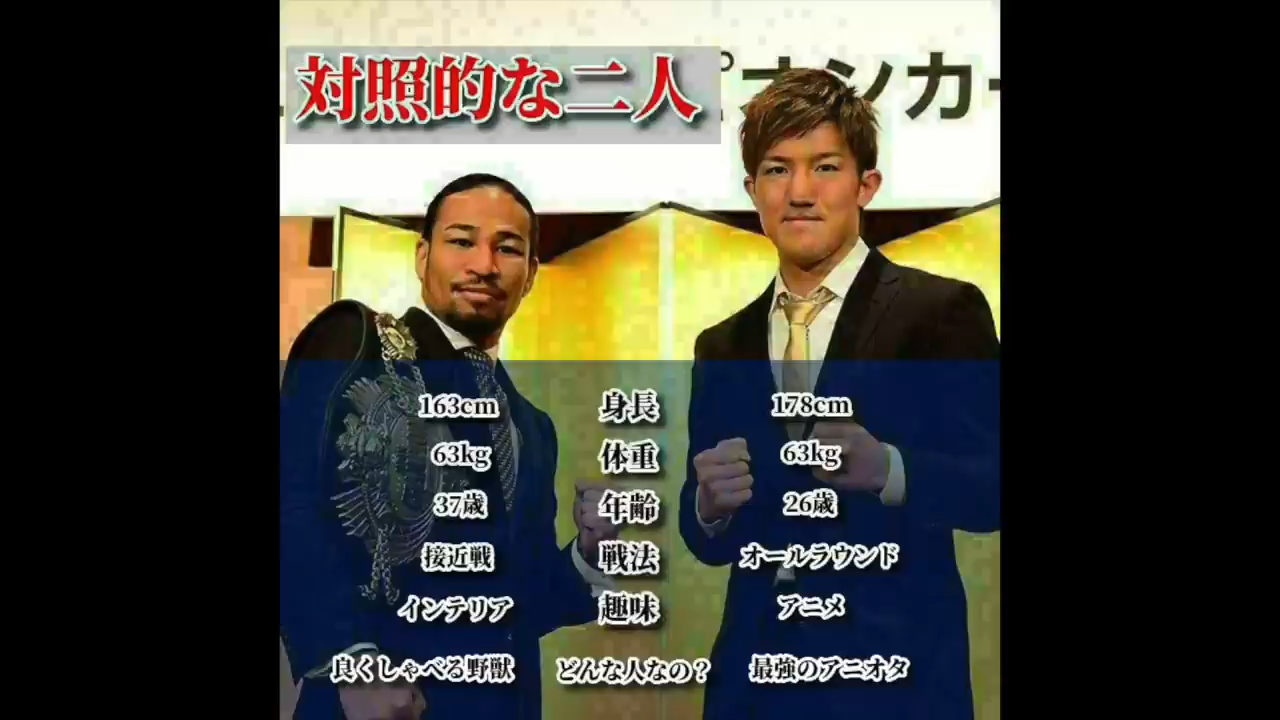 対照的な二人
オシカ
163cm 身長 178cm
63kg 体重 63kg
37歳 年齢 26歳
接近戦 戦法 オールラウンド
インテリア 趣味 アニメ
良くしゃべる野獣 どんな人なの？ 最強のアニオタ